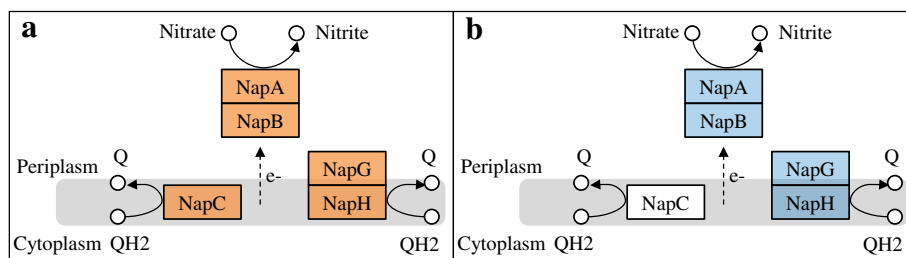 a
Nitrate Nitrite
NapA
NapB
Periplasm Q e- NapG Q
NapC NapH
Cytoplasm QH2 QH2
b
Nitrate Nitrite
NapA
NapB
Periplasm Q e- NapG Q
NapC NapH
Cytoplasm QH2 QH2